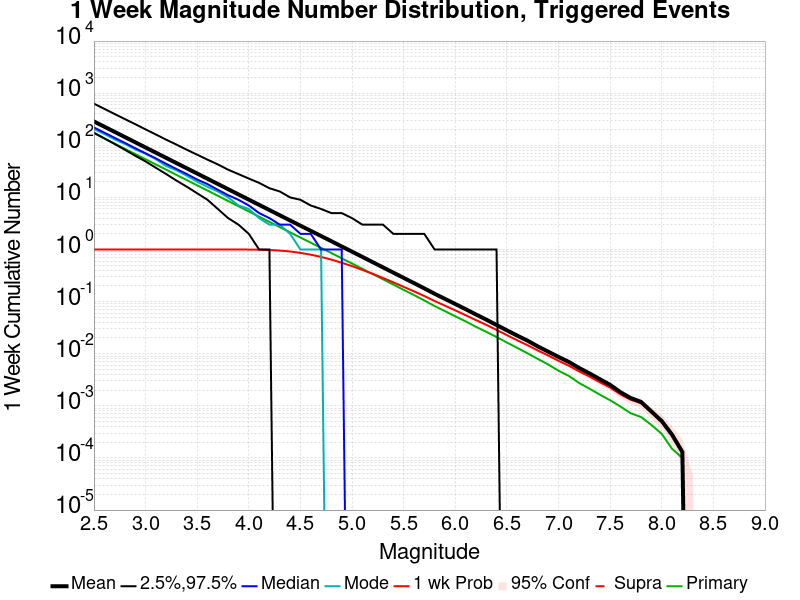 1 Week Magnitude Number Distribution, Triggered Events
1 Week Cumulative Number
10^4
10^3
10^2
10^1
10^0
10^-1
10^-2
10^-3
10^-4
10^-5
2.5 3.0 3.5 4.0 4.5 5.0 5.5 6.0 6.5 7.0 7.5 8.0 8.5 9.0
Magnitude
Mean 2.5%,97.5% Median Mode 1 wk Prob 95% Conf Supra Primary